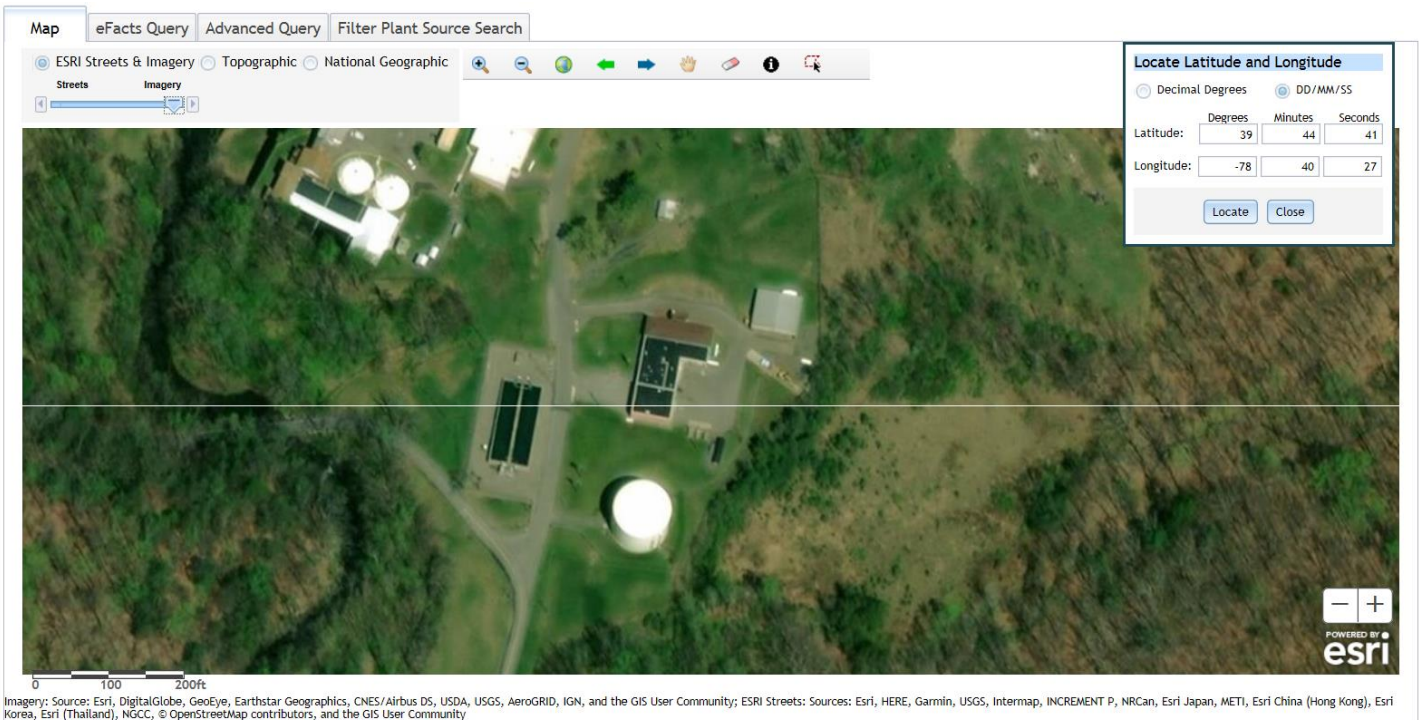 Map eFacts Query Advanced Query Filter Plant Source Search
ESRI Streets & Imagery Topographic National Geographic
Streets Imagery
Locate Latitude and Longitude
Decimal Degrees DD/MM/SS
Degrees Minutes Seconds
Latitude: 39 44 41
Longitude: -78 40 27
Locate Close
POWERED BY
esri
0 100 200ft
Imagery: Source: Esri, DigitalGlobe, GeoEye, Earthstar Geographics, CNES/Airbus DS, USDA, USGS, AeroGRID, IGN, and the GIS User Community; ESRI Streets: Sources: Esri, HERE, Garmin, USGS, Intermap, INCREMENT P, NRCan, Esri Japan, METI, Esri China (Hong Kong), Esri
Korea, Esri (Thailand), NGCC, © OpenStreetMap contributors, and the GIS User Community